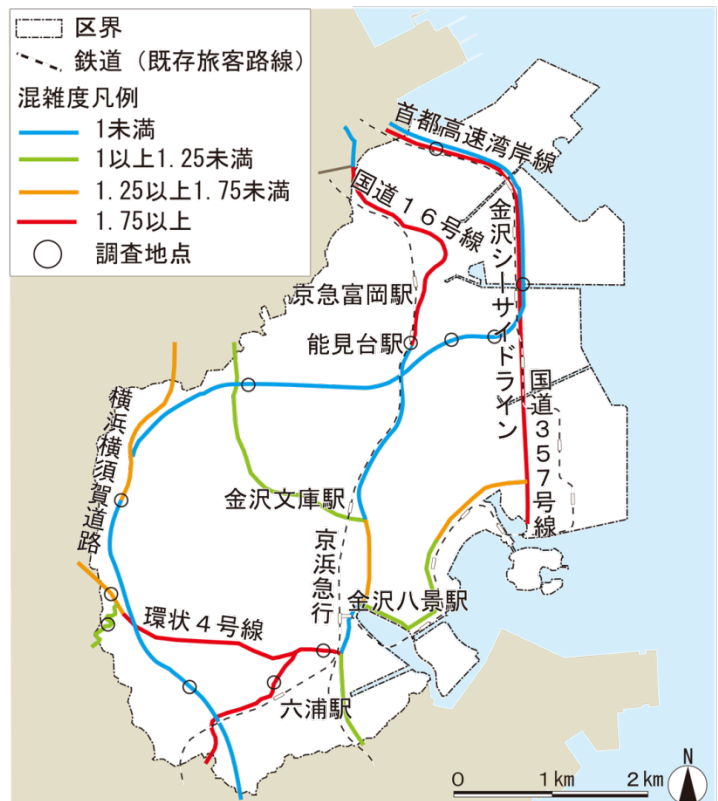 区界
鉄道（既存旅客路線）
混雑度凡例
1未満
1以上1.25未満
1.25以上1.75未満
1.75以上
調査地点
首都高速湾岸線
国道１６号線
金沢シーサイドライン
京急富岡駅
能見台駅
国道３５７号線
横浜横須賀道路
金沢文庫駅
京浜急行
金沢八景駅
環状４号線
六浦駅
0 1km 2km
N